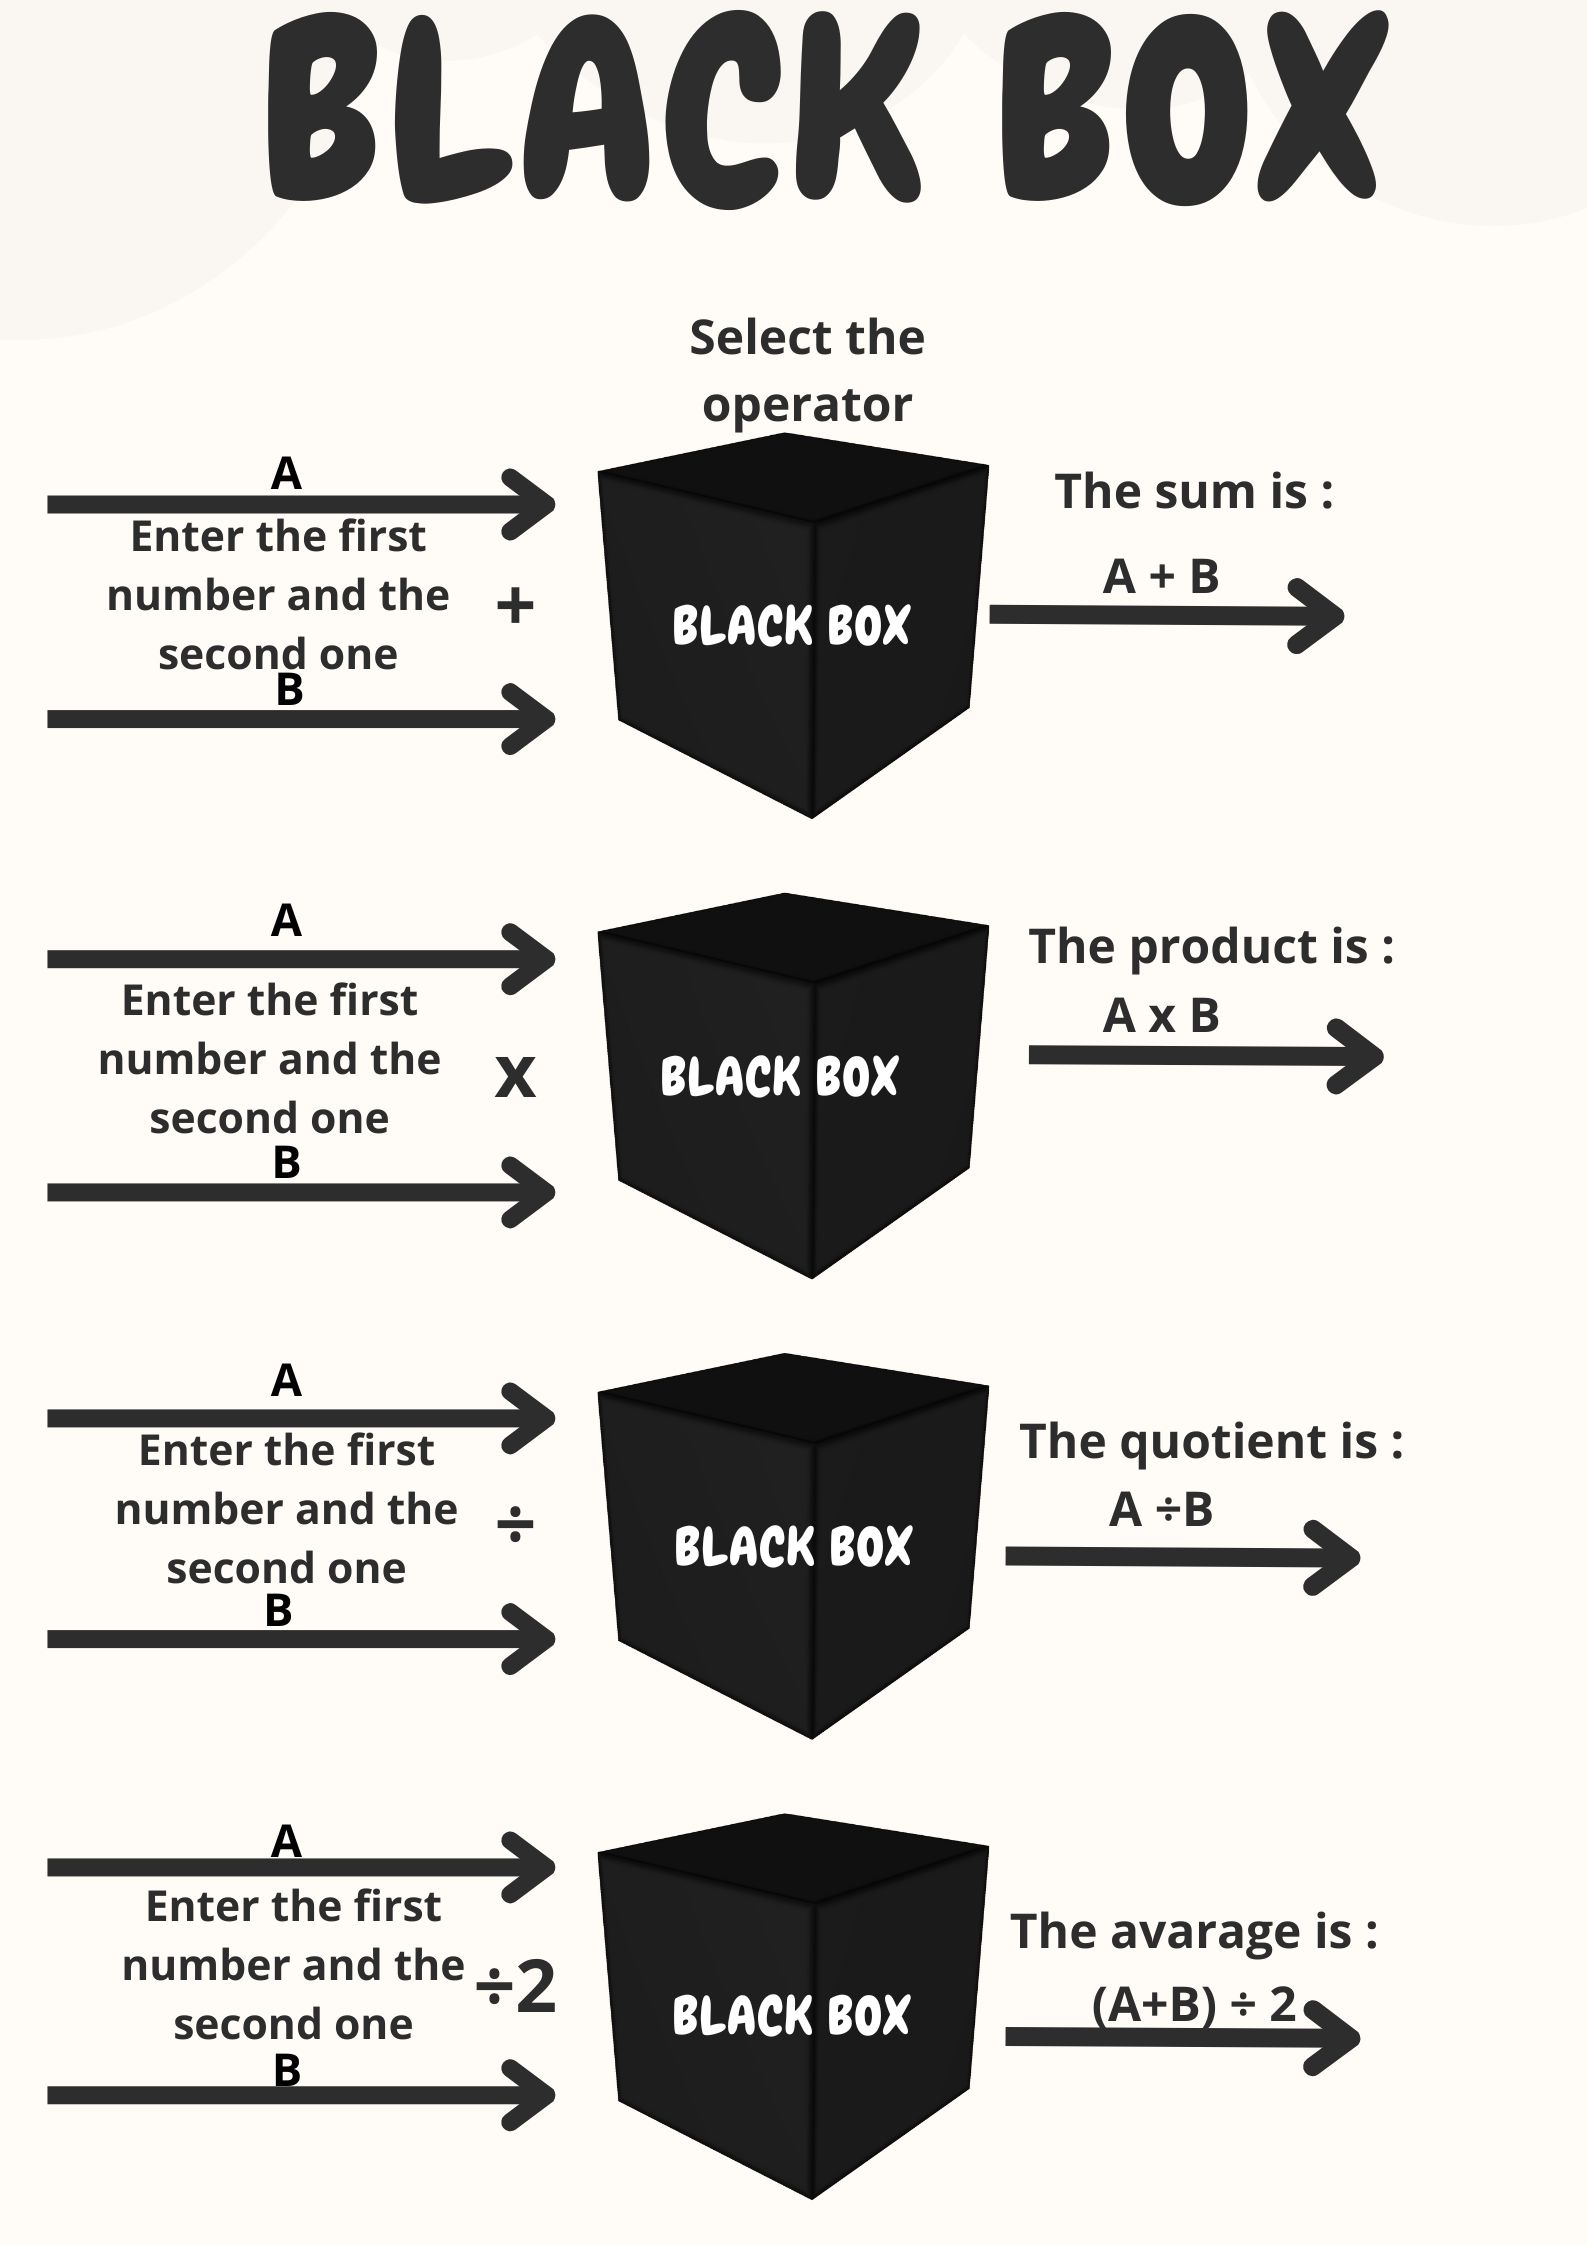 BLACK BOX
Select the
operator
A
Enter the first
number and the
second one
+
B
BLACK BOX
The sum is :
A + B
A
Enter the first
number and the
second one
x
B
BLACK BOX
The product is :
A x B
A
Enter the first
number and the
second one
÷
B
BLACK BOX
The quotient is :
A ÷B
A
Enter the first
number and the
second one
÷2
B
BLACK BOX
The avarage is :
(A+B) ÷ 2